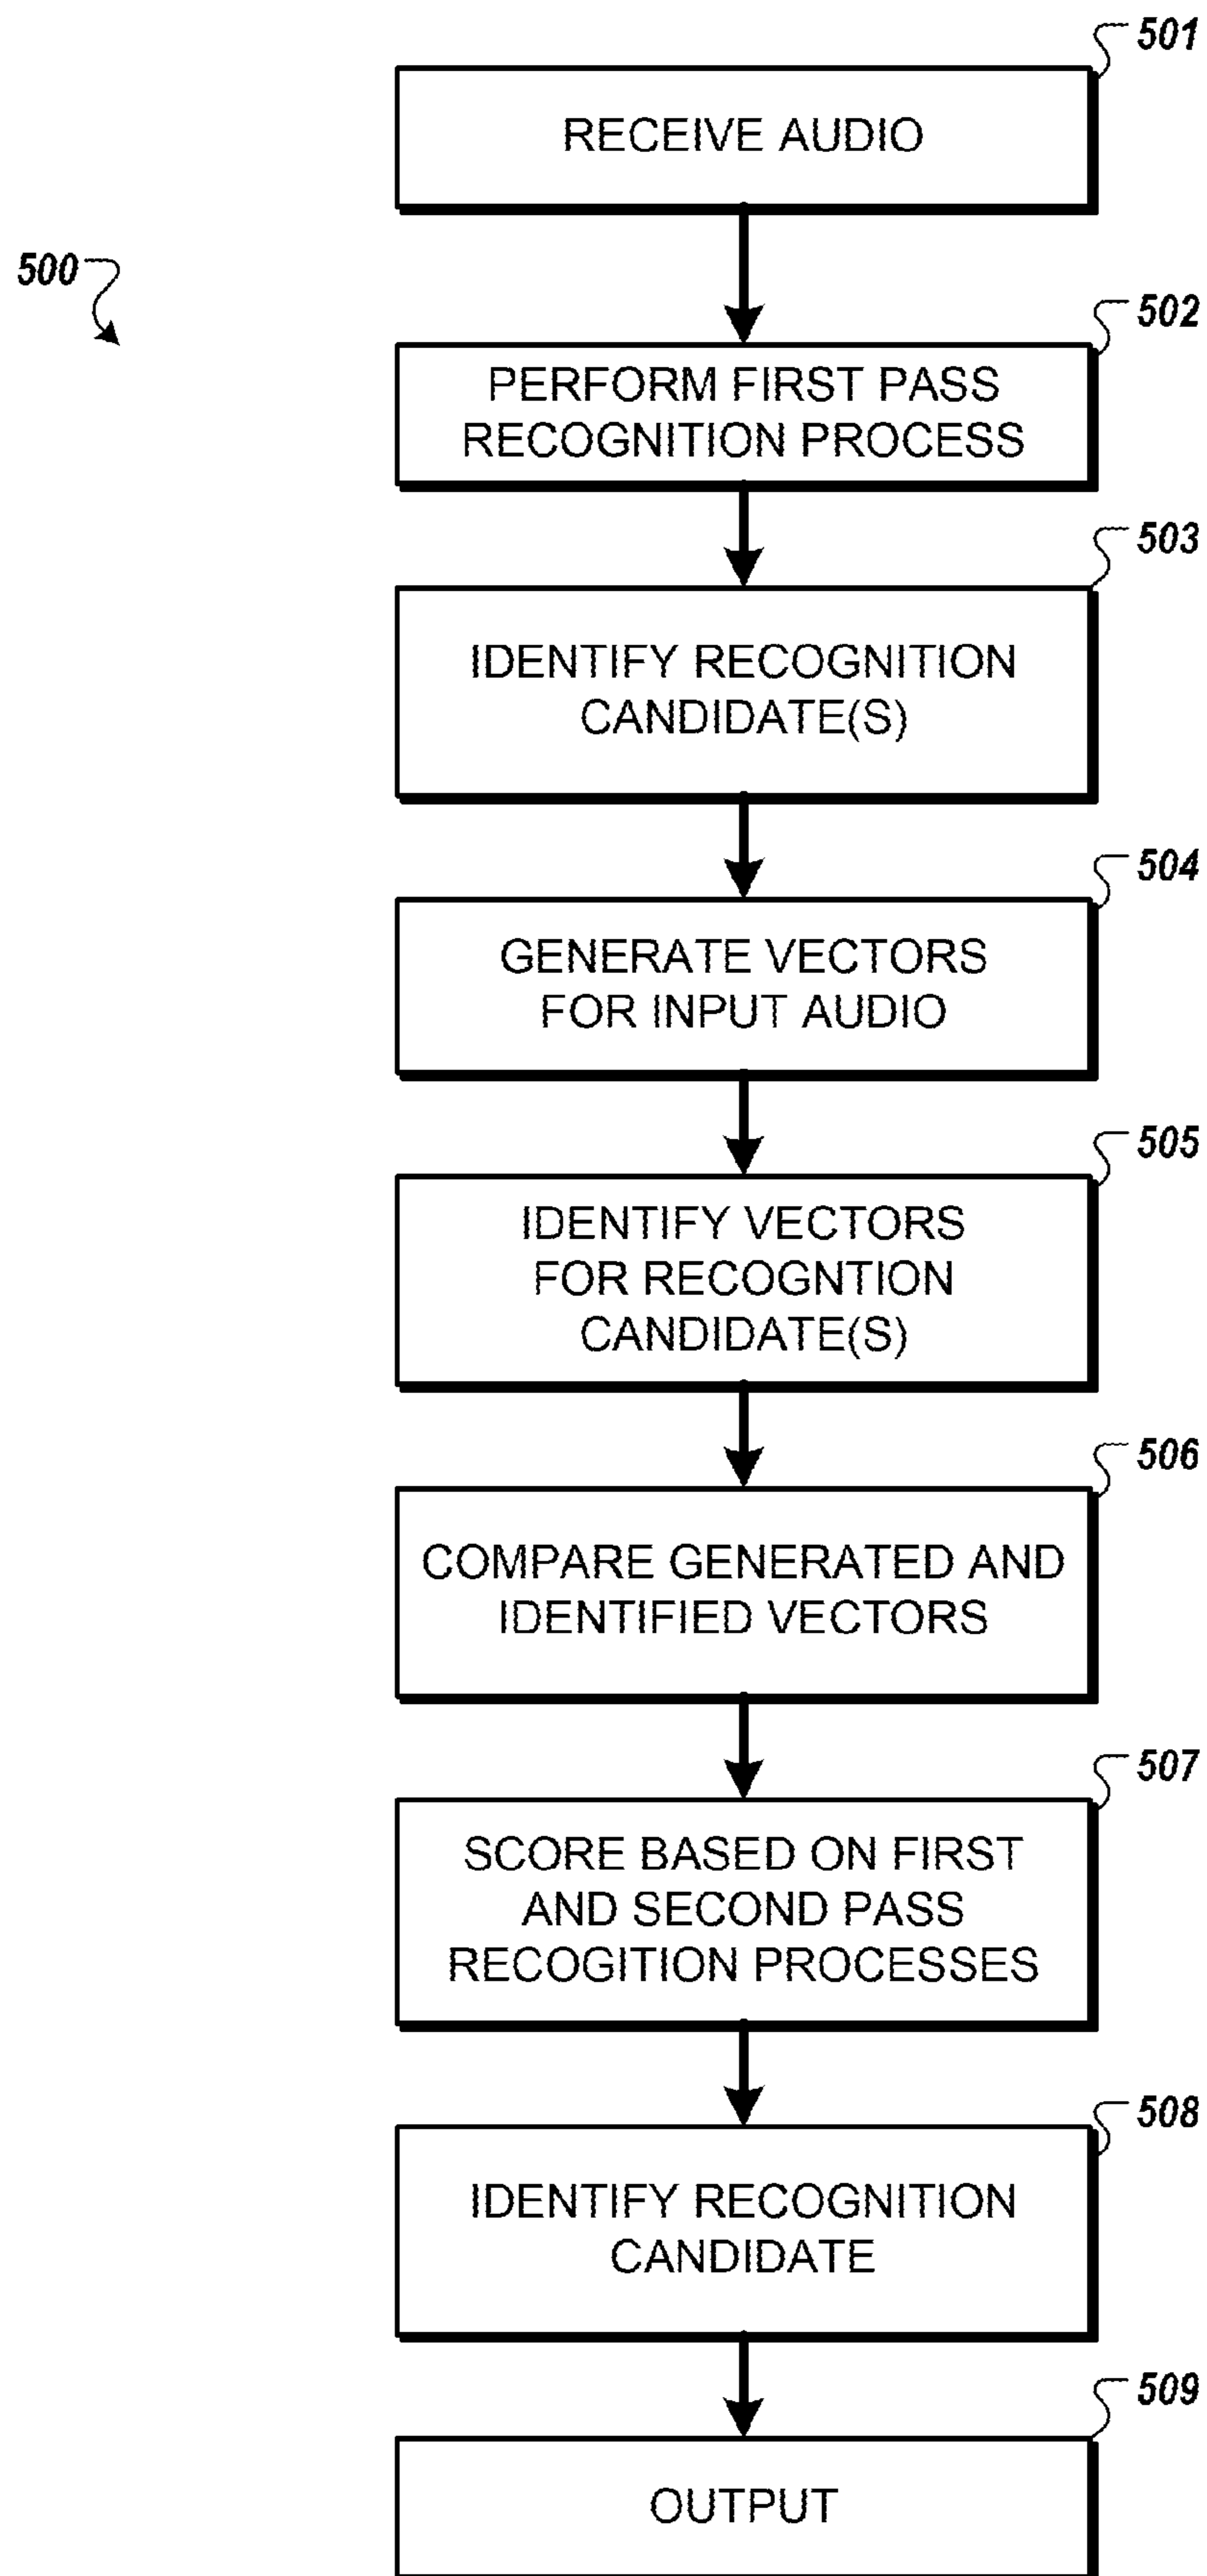 501
RECEIVE AUDIO
500
502
PERFORM FIRST PASS
RECOGNITION PROCESS
503
IDENTIFY RECOGNITION
CANDIDATE(S)
504
GENERATE VECTORS
FOR INPUT AUDIO
505
IDENTIFY VECTORS
FOR RECOGNTION
CANDIDATE(S)
506
COMPARE GENERATED AND
IDENTIFIED VECTORS
507
SCORE BASED ON FIRST
AND SECOND PASS
RECOGITION PROCESSES
508
IDENTIFY RECOGNITION
CANDIDATE
509
OUTPUT